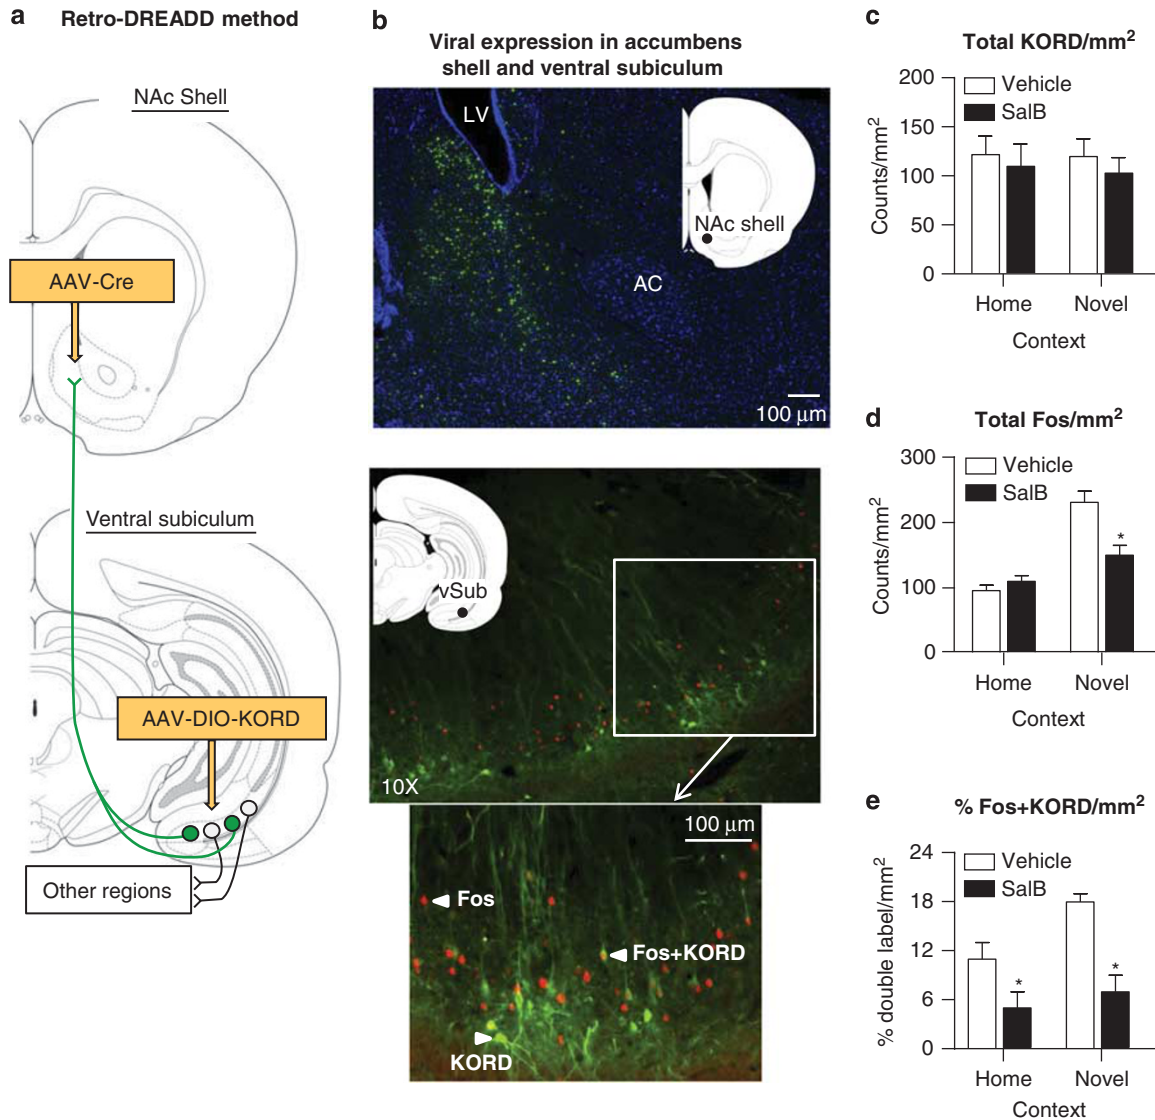 a Retro-DREADD method
NAc Shell
AAV-Cre
Ventral subiculum
AAV-DIO-KORD
Other regions
b
Viral expression in accumbens
shell and ventral subiculum
LV
NAc shell
AC
100 μm
vSub
10X
100 μm
Fos
Fos+KORD
KORD
c
Total KORD/mm²
Vehicle
SalB
200
150
100
50
0
Counts/mm²
Home Novel
Context
d
Total Fos/mm²
Vehicle
SalB
300
200
100
0
Counts/mm²
*
Home Novel
Context
e
% Fos+KORD/mm²
Vehicle
SalB
24
18
12
6
0
% double label/mm²
* *
Home Novel
Context